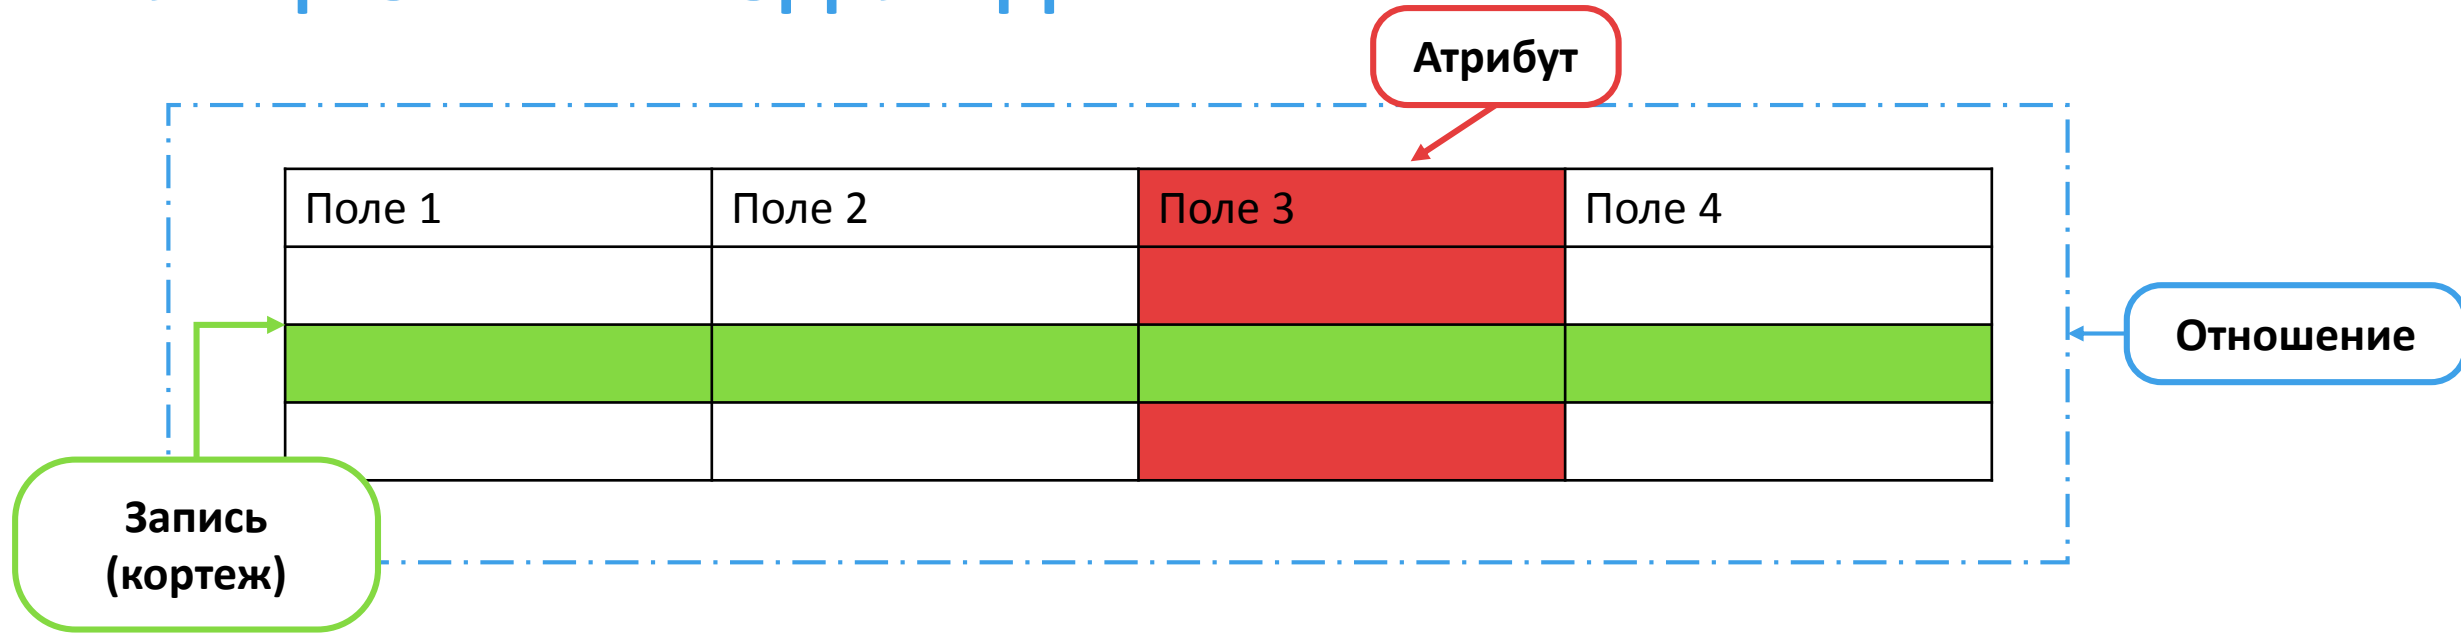 Атрибут
Поле 1 Поле 2 Поле 3 Поле 4
Отношение
Запись
(кортеж)